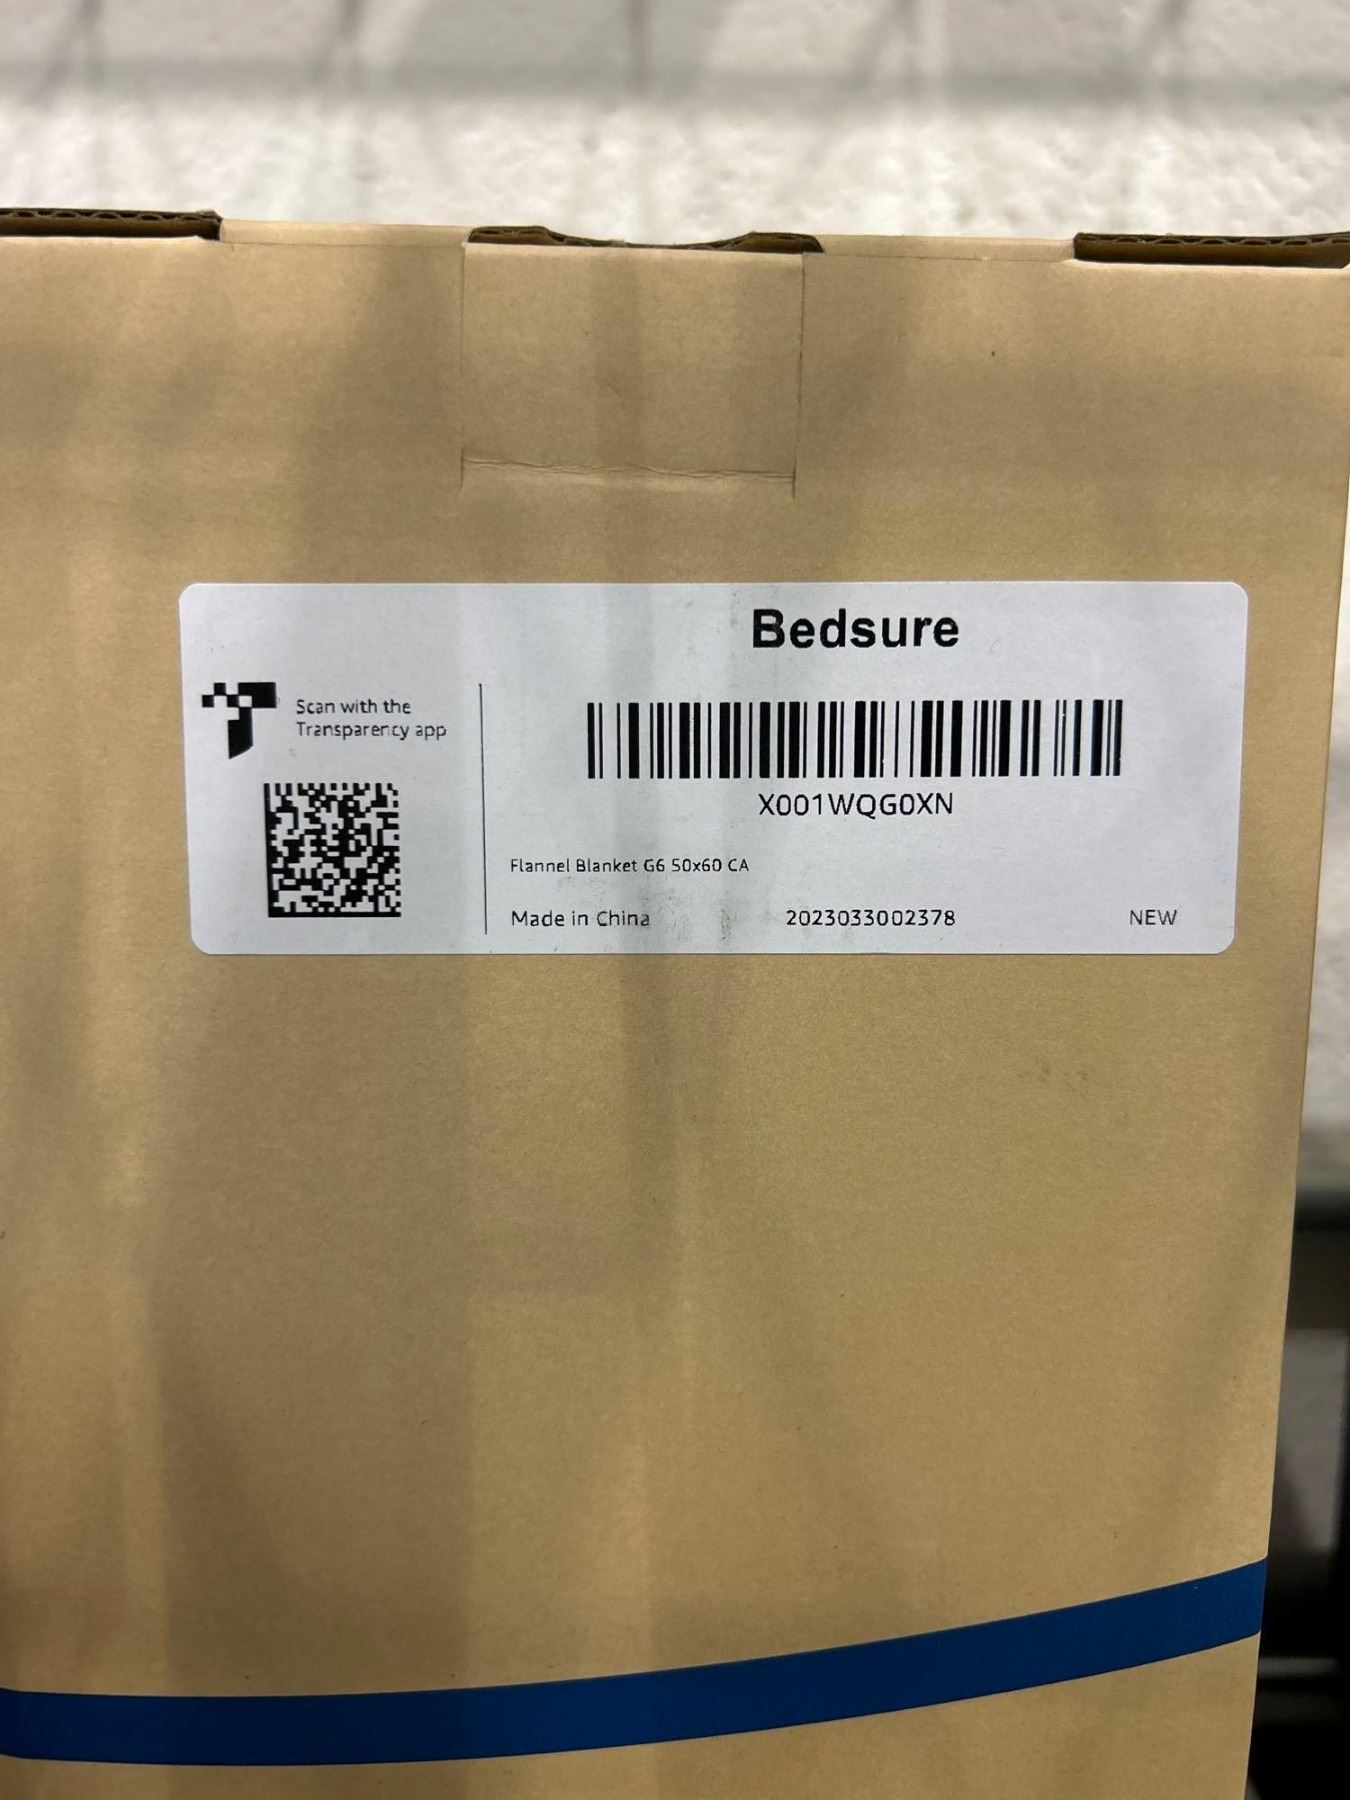 Bedsure
Scan with the
Transparency app
X001WQG0XN
Flannel Blanket G6 50x60 CA
Made in China 2023033002378 NEW